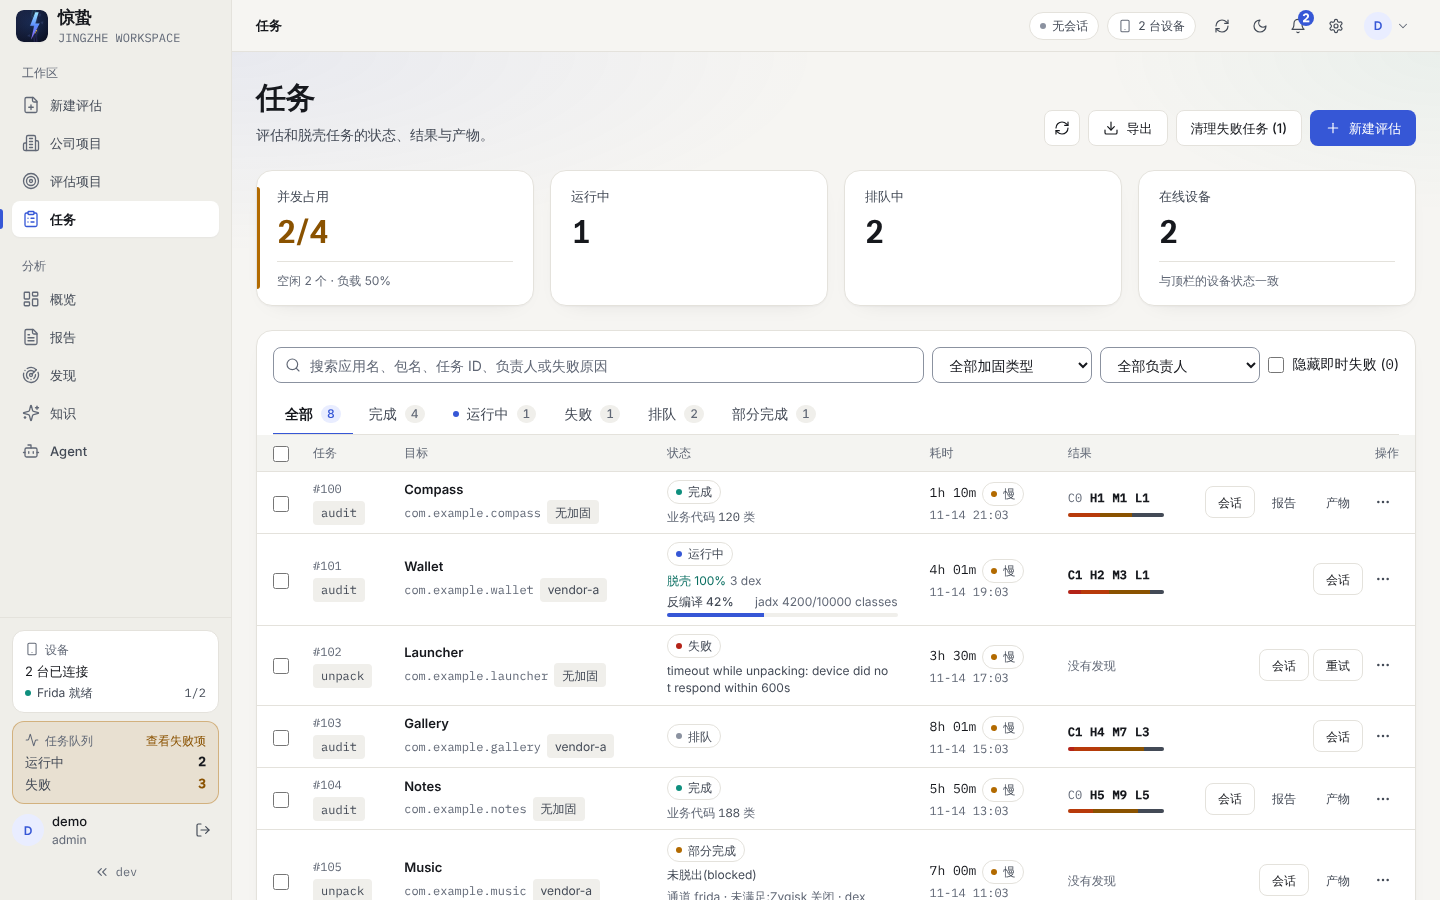 惊蛰
JINGZHE WORKSPACE
工作区
新建评估
公司项目
评估项目
任务
分析
概览
报告
发现
知识
Agent
设备
2 台已连接
Frida 就绪 1/2
任务队列 查看失败项
运行中 2
失败 3
D demo
admin
dev
任务
无会话 2 台设备 2 D
任务
评估和脱壳任务的状态、结果与产物。
导出 清理失败任务 (1) 新建评估
并发占用
2/4
空闲 2 个 · 负载 50%
运行中
1
排队中
2
在线设备
2
与顶栏的设备状态一致
搜索应用名、包名、任务 ID、负责人或失败原因 全部加固类型 全部负责人 隐藏即时失败 (0)
全部 8 完成 4 运行中 1 失败 1 排队 2 部分完成 1
任务 目标 状态 耗时 结果 操作
#100 audit
Compass
com.example.compass 无加固
完成
业务代码 120 类
1h 10m 慢
11-14 21:03
C0 H1 M1 L1
会话 报告 产物 ···
#101 audit
Wallet
com.example.wallet vendor-a
运行中
脱壳 100% 3 dex
反编译 42% jadx 4200/10000 classes
4h 01m 慢
11-14 19:03
C1 H2 M3 L1
会话 ···
#102 unpack
Launcher
com.example.launcher 无加固
失败
timeout while unpacking: device did no
t respond within 600s
3h 30m 慢
11-14 17:03
没有发现
会话 重试 ···
#103 audit
Gallery
com.example.gallery vendor-a
排队
8h 01m 慢
11-14 15:03
C1 H4 M7 L3
会话 ···
#104 audit
Notes
com.example.notes 无加固
完成
业务代码 188 类
5h 50m 慢
11-14 13:03
C0 H5 M9 L5
会话 报告 产物 ···
#105 unpack
Music
com.example.music vendor-a
部分完成
未脱出(blocked)
通道 frida · 未满足:Zygisk 关闭 · dex
7h 00m 慢
11-14 11:03
没有发现
会话 产物 ···